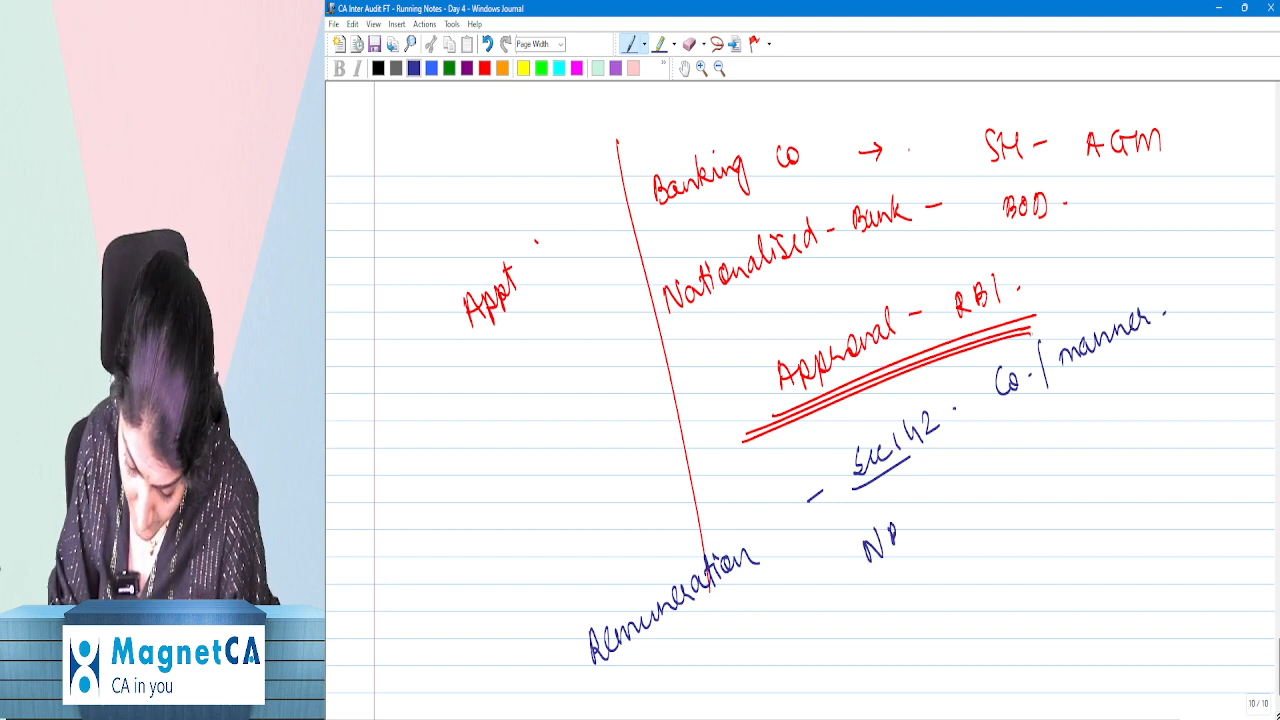 CA Inter Audit FT - Running Notes - Day 4 - Windows Journal
File Edit View Insert Actions Tools Help
Page Width
B I
Banking Co → SH - AGM
Nationalised - Bank - BOD.
Appt
Approval - RBI.
- Sec 142. Co. / manner.
Remuneration
MagnetCA
CA in you
10 / 10